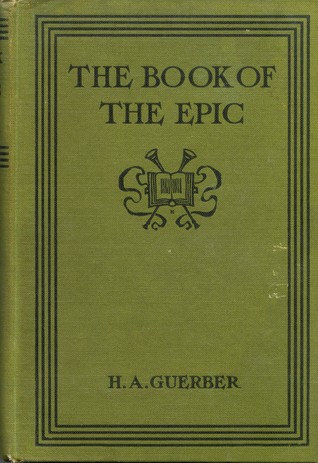 THE BOOK OF
THE EPIC
H. A. GUERBER